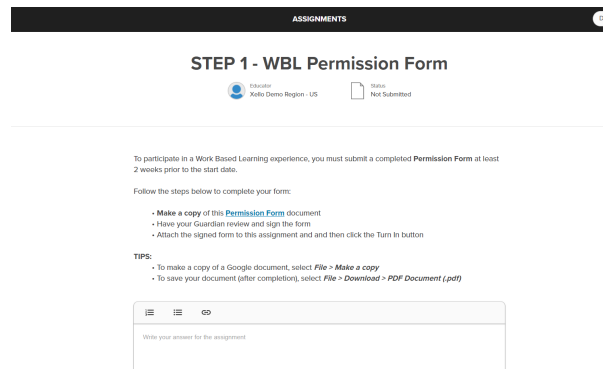 ASSIGNMENTS
STEP 1 - WBL Permission Form
Educator
Xello Demo Region - US
Status
Not Submitted
To participate in a Work Based Learning experience, you must submit a completed Permission Form at least
2 weeks prior to the start date.
Follow the steps below to complete your form:
• Make a copy of this Permission Form document
• Have your Guardian review and sign the form
• Attach the signed form to this assignment and and then click the Turn In button
TIPS:
• To make a copy of a Google document, select File > Make a copy
• To save your document (after completion), select File > Download > PDF Document (.pdf)
Write your answer for the assignment